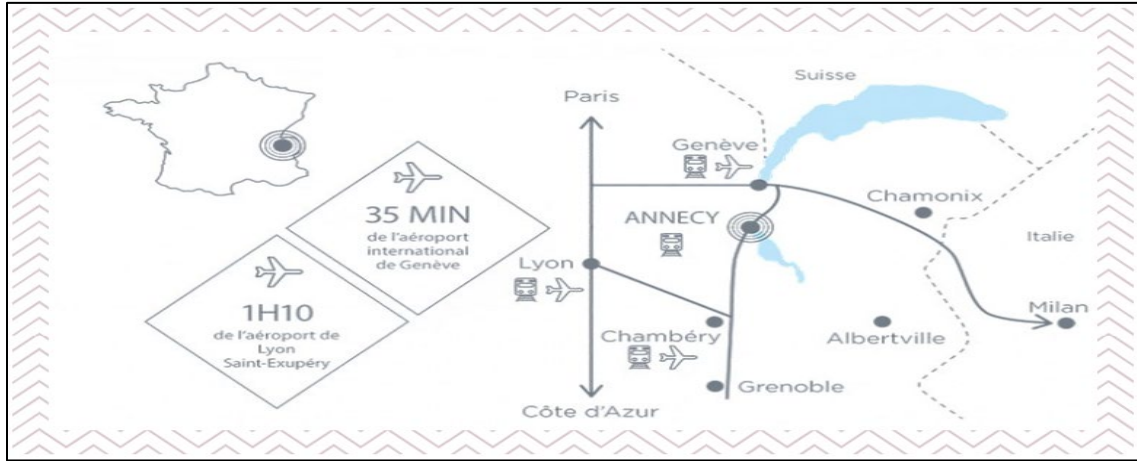 Suisse
Paris
Genève
35 MIN
de l'aéroport
international
de Genève
Chamonix
ANNECY
Italie
Lyon
1H10
de l'aéroport de
Lyon
Saint-Exupéry
Milan
Chambéry
Albertville
Grenoble
Côte d'Azur